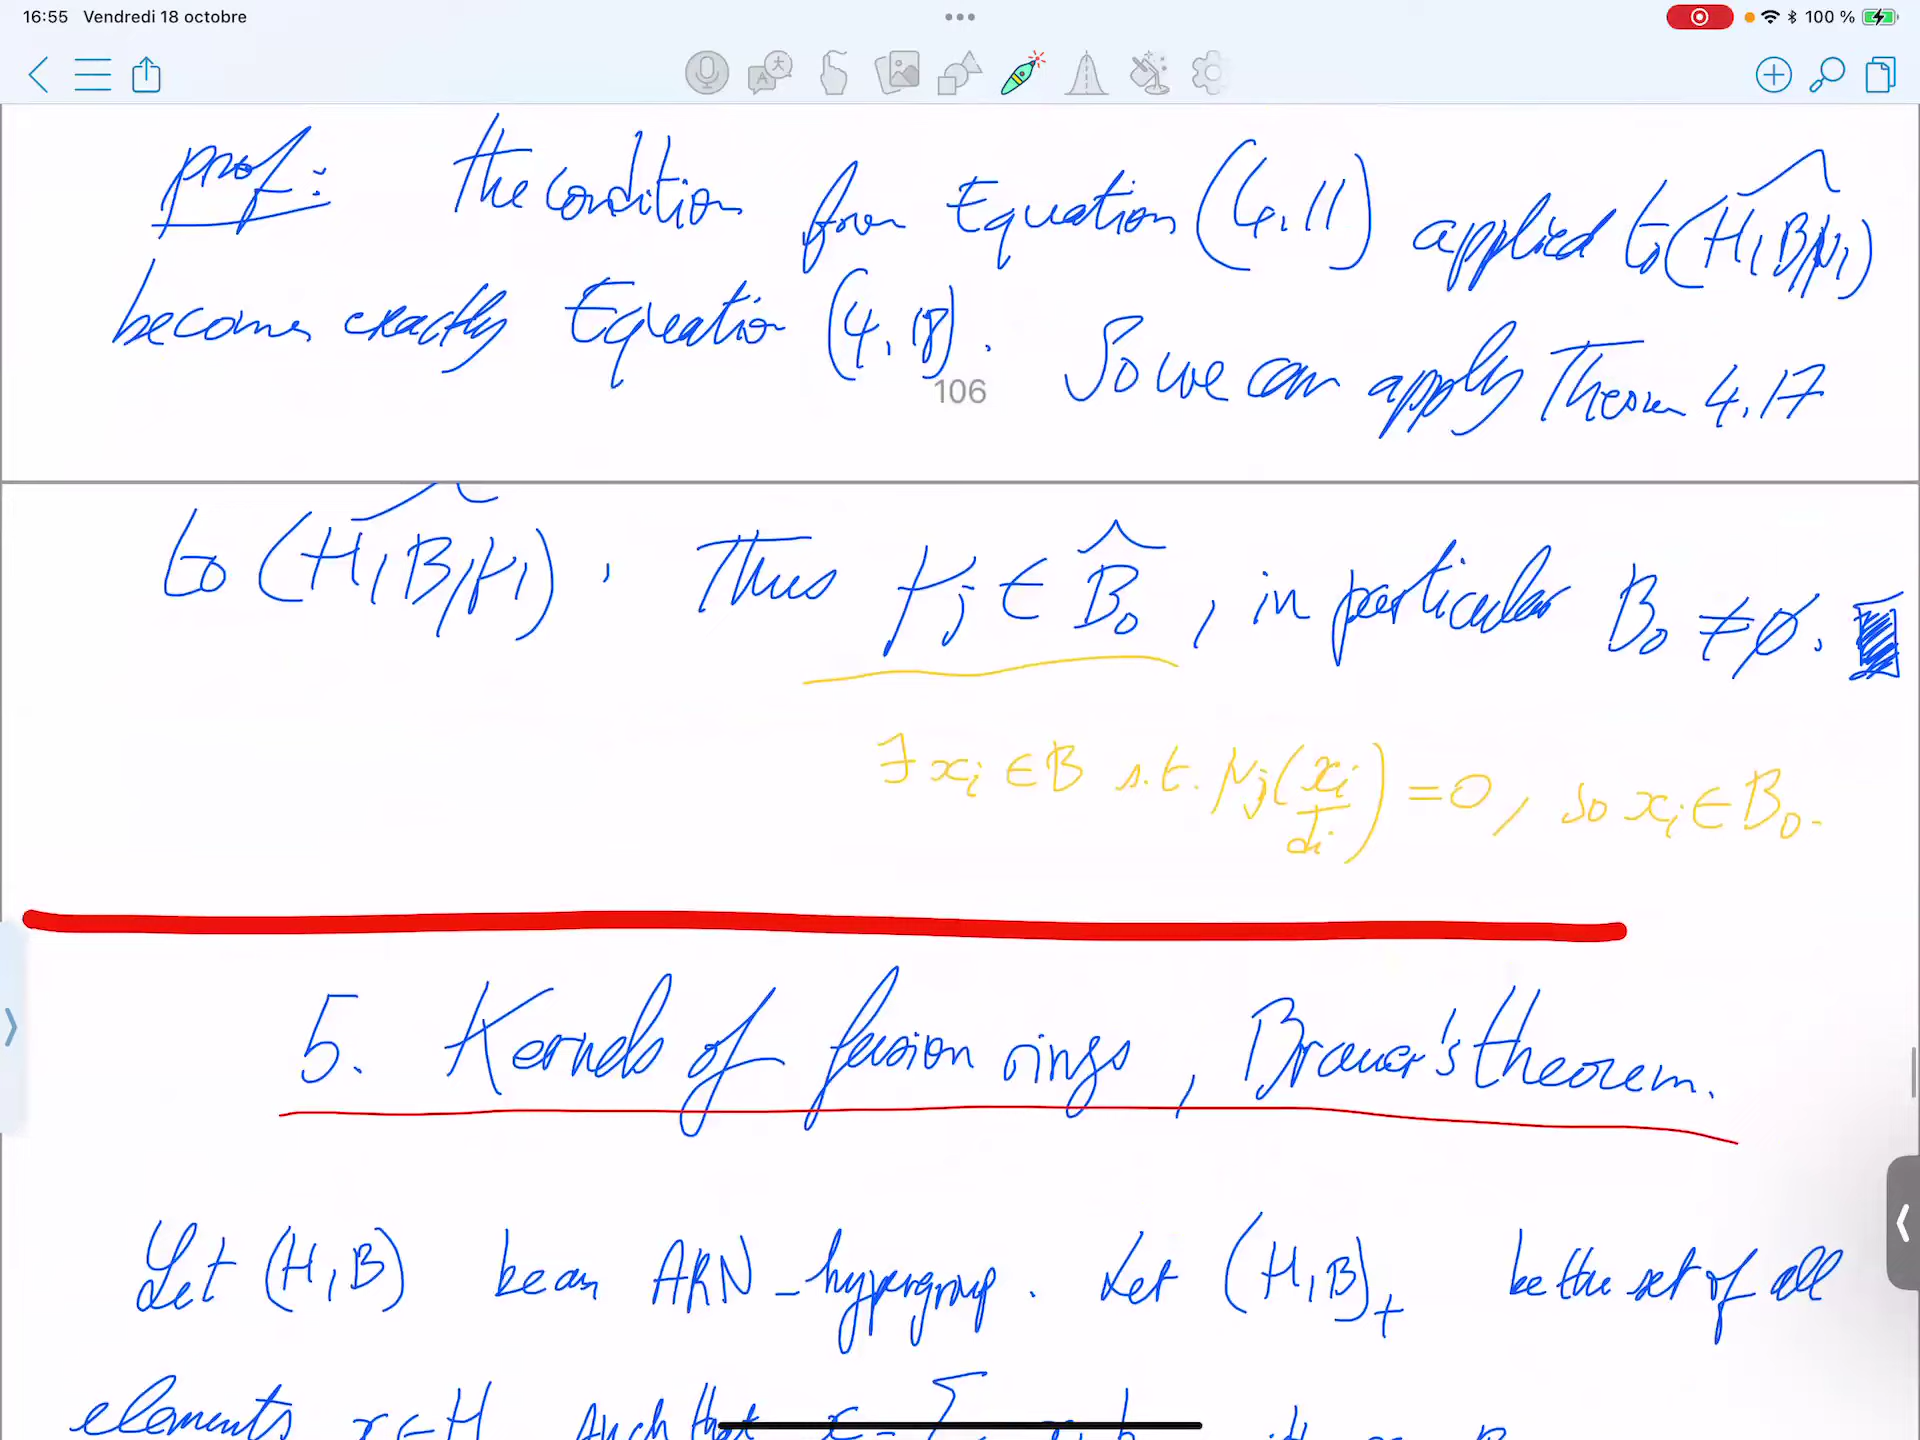 16:55 Vendredi 18 octobre 100 %
proof: the condition from Equation (4.11) applied to (H,B,μ)^
becomes exactly Equation (4.18). So we can apply Theorem 4.17
106
to (H,B,μ)^. Thus μj ∈ B̂₀, in particular B₀ ≠ ∅.
∃ xᵢ ∈ B s.t. μj(xᵢ/dᵢ) = 0, so xᵢ ∈ B₀.
5. Kernels of fusion rings, Brauer's theorem.
Let (H,B) be an ARN-hypergroup. Let (H,B)₊ be the set of all
elements x ∈ H such that x = Σ